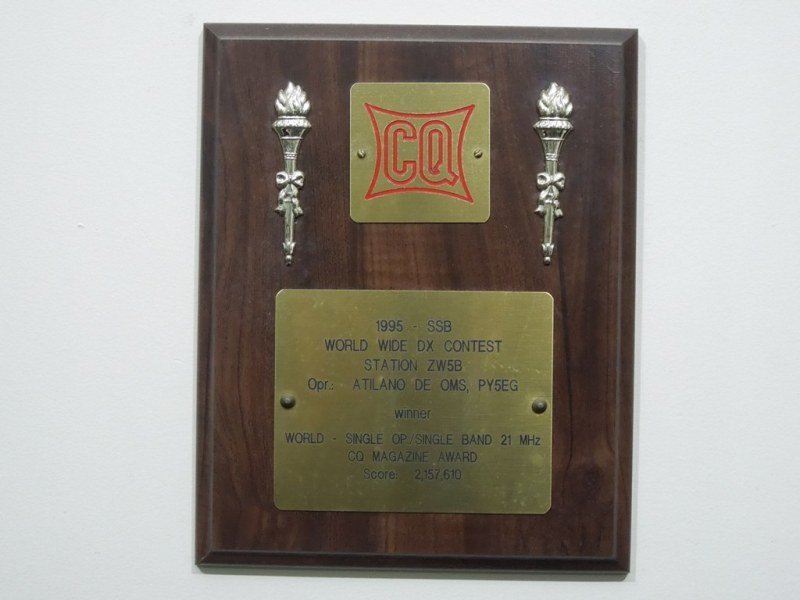 CQ
1995 - SSB
WORLD WIDE DX CONTEST
STATION ZW5B
Opr.: ATILANO DE OMS, PY5EG
winner
WORLD - SINGLE OP./SINGLE BAND 21 MHz
CQ MAGAZINE AWARD
Score: 2,157,610